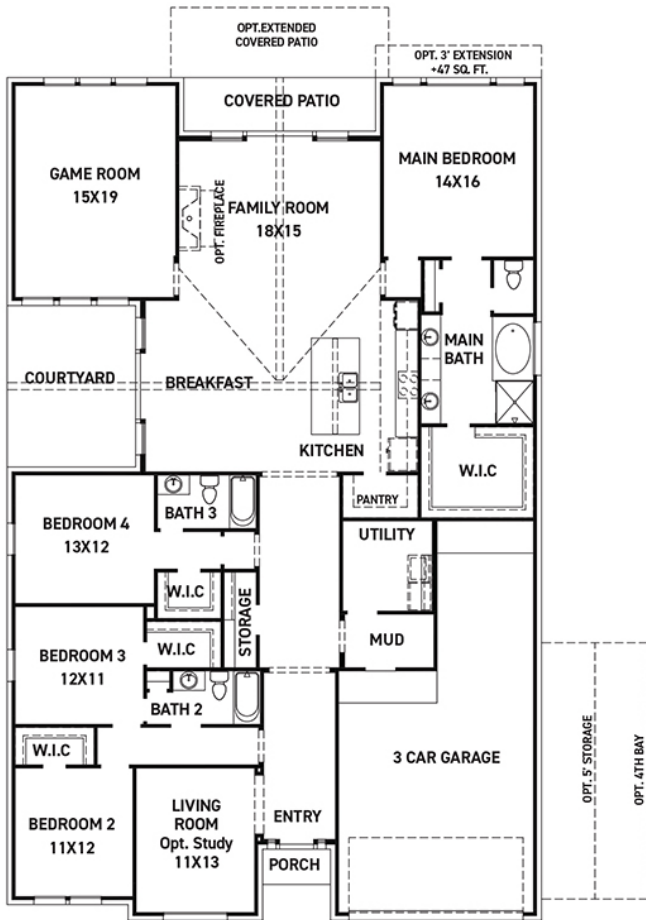 OPT.EXTENDED
COVERED PATIO
OPT. 3' EXTENSION
+47 SQ. FT.
COVERED PATIO
GAME ROOM
15X19
OPT. FIREPLACE
FAMILY ROOM
18X15
MAIN BEDROOM
14X16
MAIN
BATH
COURTYARD
BREAKFAST
KITCHEN
W.I.C
PANTRY
BEDROOM 4
13X12
BATH 3
UTILITY
W.I.C
STORAGE
MUD
BEDROOM 3
12X11
W.I.C
BATH 2
W.I.C
3 CAR GARAGE
OPT. 5' STORAGE
OPT. 4TH BAY
BEDROOM 2
11X12
LIVING
ROOM
Opt. Study
11X13
ENTRY
PORCH